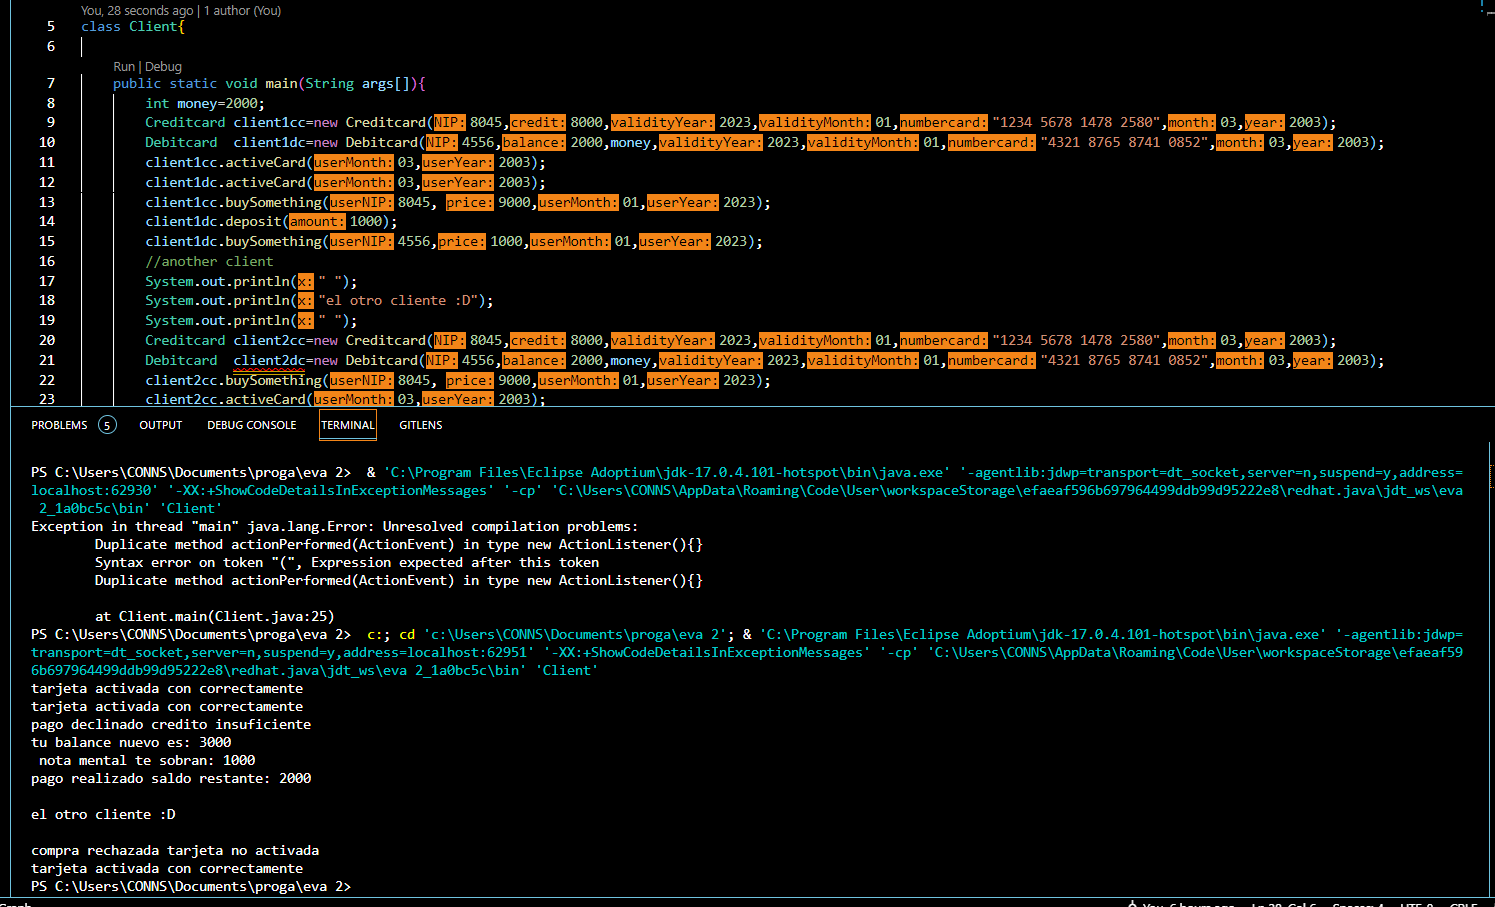 You, 28 seconds ago | 1 author (You)
5 class Client{
6
Run | Debug
7 public static void main(String args[]){
8 int money=2000;
9 Creditcard client1cc=new Creditcard(NIP: 8045,credit: 8000,validityYear: 2023,validityMonth: 01,numbercard: "1234 5678 1478 2580",month: 03,year: 2003);
10 Debitcard client1dc=new Debitcard(NIP: 4556,balance: 2000,money,validityYear: 2023,validityMonth: 01,numbercard: "4321 8765 8741 0852",month: 03,year: 2003);
11 client1cc.activeCard(userMonth: 03,userYear: 2003);
12 client1dc.activeCard(userMonth: 03,userYear: 2003);
13 client1cc.buySomething(userNIP: 8045, price: 9000,userMonth: 01,userYear: 2023);
14 client1dc.deposit(amount: 1000);
15 client1dc.buySomething(userNIP: 4556,price: 1000,userMonth: 01,userYear: 2023);
16 //another client
17 System.out.println(x: " ");
18 System.out.println(x: "el otro cliente :D");
19 System.out.println(x: " ");
20 Creditcard client2cc=new Creditcard(NIP: 8045,credit: 8000,validityYear: 2023,validityMonth: 01,numbercard: "1234 5678 1478 2580",month: 03,year: 2003);
21 Debitcard client2dc=new Debitcard(NIP: 4556,balance: 2000,money,validityYear: 2023,validityMonth: 01,numbercard: "4321 8765 8741 0852",month: 03,year: 2003);
22 client2cc.buySomething(userNIP: 8045, price: 9000,userMonth: 01,userYear: 2023);
23 client2cc.activeCard(userMonth: 03,userYear: 2003);
PROBLEMS 5 OUTPUT DEBUG CONSOLE TERMINAL GITLENS
PS C:\Users\CONNS\Documents\proga\eva 2>  & 'C:\Program Files\Eclipse Adoptium\jdk-17.0.4.101-hotspot\bin\java.exe' '-agentlib:jdwp=transport=dt_socket,server=n,suspend=y,address=
localhost:62930' '-XX:+ShowCodeDetailsInExceptionMessages' '-cp' 'C:\Users\CONNS\AppData\Roaming\Code\User\workspaceStorage\efaeaf596b697964499ddb99d95222e8\redhat.java\jdt_ws\eva
2_1a0bc5c\bin' 'Client'
Exception in thread "main" java.lang.Error: Unresolved compilation problems:
Duplicate method actionPerformed(ActionEvent) in type new ActionListener(){}
Syntax error on token "(", Expression expected after this token
Duplicate method actionPerformed(ActionEvent) in type new ActionListener(){}
at Client.main(Client.java:25)
PS C:\Users\CONNS\Documents\proga\eva 2>  c:; cd 'c:\Users\CONNS\Documents\proga\eva 2'; & 'C:\Program Files\Eclipse Adoptium\jdk-17.0.4.101-hotspot\bin\java.exe' '-agentlib:jdwp=
transport=dt_socket,server=n,suspend=y,address=localhost:62951' '-XX:+ShowCodeDetailsInExceptionMessages' '-cp' 'C:\Users\CONNS\AppData\Roaming\Code\User\workspaceStorage\efaeaf59
6b697964499ddb99d95222e8\redhat.java\jdt_ws\eva 2_1a0bc5c\bin' 'Client'
tarjeta activada con correctamente
tarjeta activada con correctamente
pago declinado credito insuficiente
tu balance nuevo es: 3000
nota mental te sobran: 1000
pago realizado saldo restante: 2000
el otro cliente :D
compra rechazada tarjeta no activada
tarjeta activada con correctamente
PS C:\Users\CONNS\Documents\proga\eva 2>